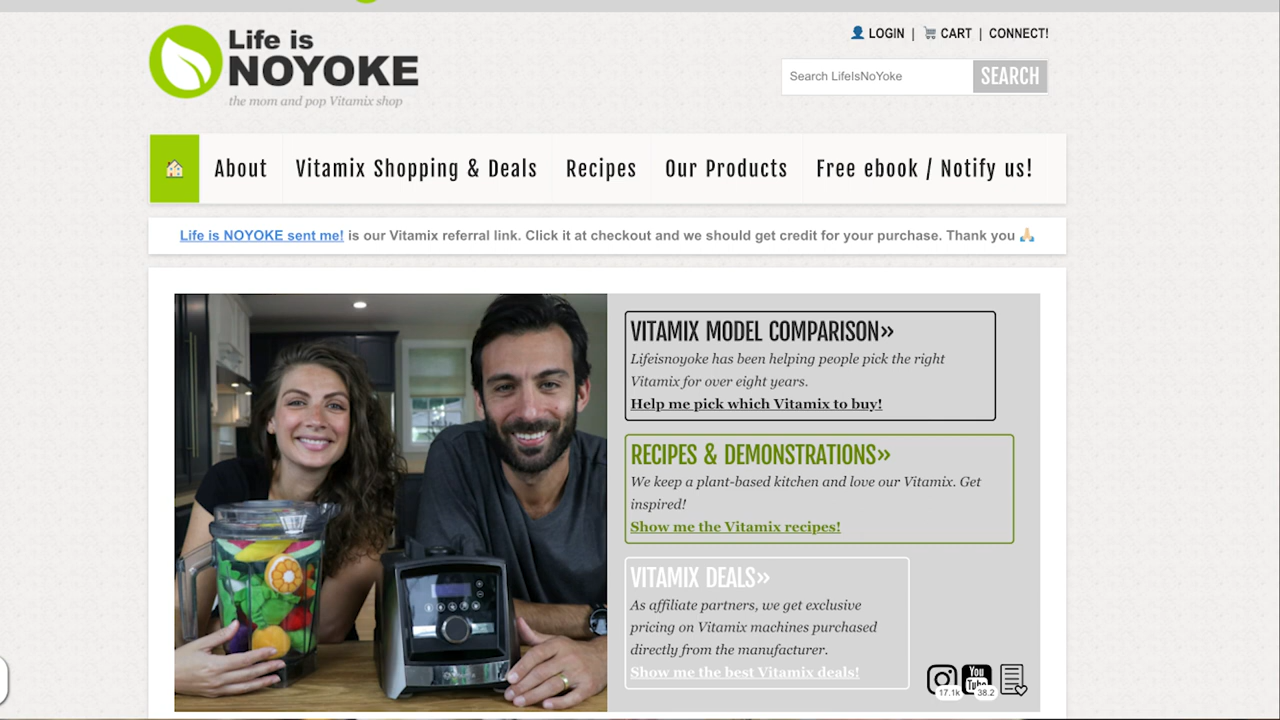 Life is
NOYOKE
the mom and pop Vitamix shop
LOGIN | CART | CONNECT!
Search LifeIsNoYoke
SEARCH
About
Vitamix Shopping & Deals
Recipes
Our Products
Free ebook / Notify us!
Life is NOYOKE sent me! is our Vitamix referral link. Click it at checkout and we should get credit for your purchase. Thank you 🙏🏼
VITAMIX MODEL COMPARISON»
Lifeisnoyoke has been helping people pick the right
Vitamix for over eight years.
Help me pick which Vitamix to buy!
RECIPES & DEMONSTRATIONS»
We keep a plant-based kitchen and love our Vitamix. Get
inspired!
Show me the Vitamix recipes!
VITAMIX DEALS»
As affiliate partners, we get exclusive
pricing on Vitamix machines purchased
directly from the manufacturer.
Show me the best Vitamix deals!
You
Tube
17.1k
38.2